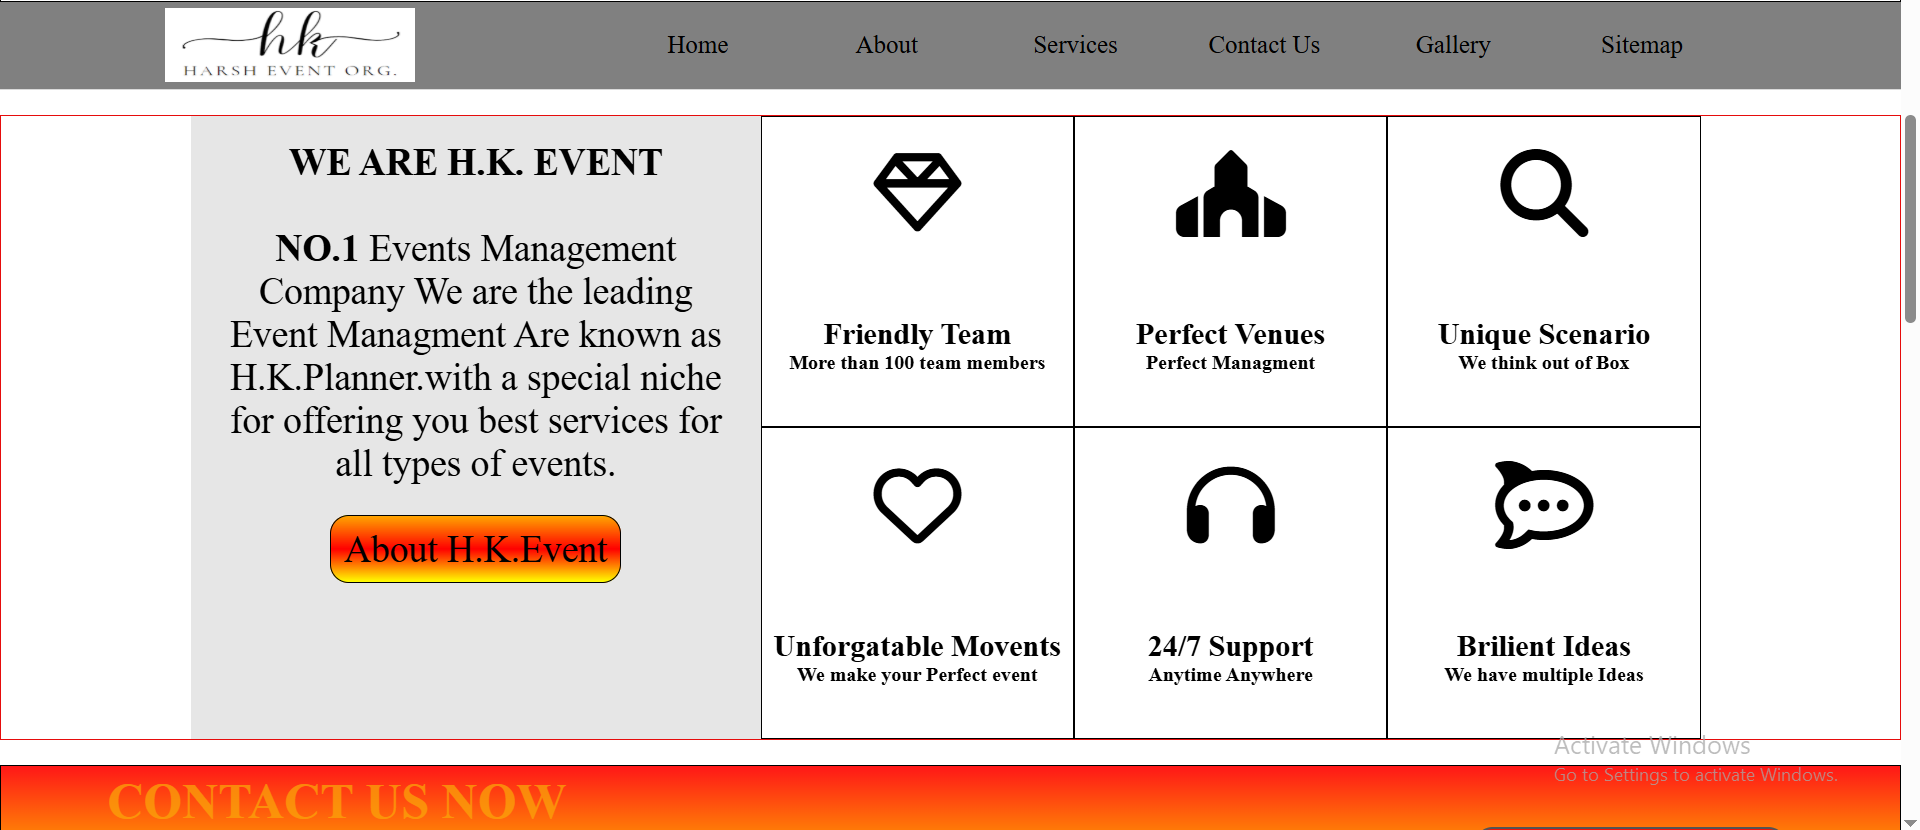 hk
HARSH EVENT ORG.
Home About Services Contact Us Gallery Sitemap
WE ARE H.K. EVENT
NO.1 Events Management
Company We are the leading
Event Managment Are known as
H.K.Planner.with a special niche
for offering you best services for
all types of events.
About H.K.Event
Friendly Team
More than 100 team members
Perfect Venues
Perfect Managment
Unique Scenario
We think out of Box
Unforgatable Movents
We make your Perfect event
24/7 Support
Anytime Anywhere
Brilient Ideas
We have multiple Ideas
Activate Windows
Go to Settings to activate Windows.
CONTACT US NOW